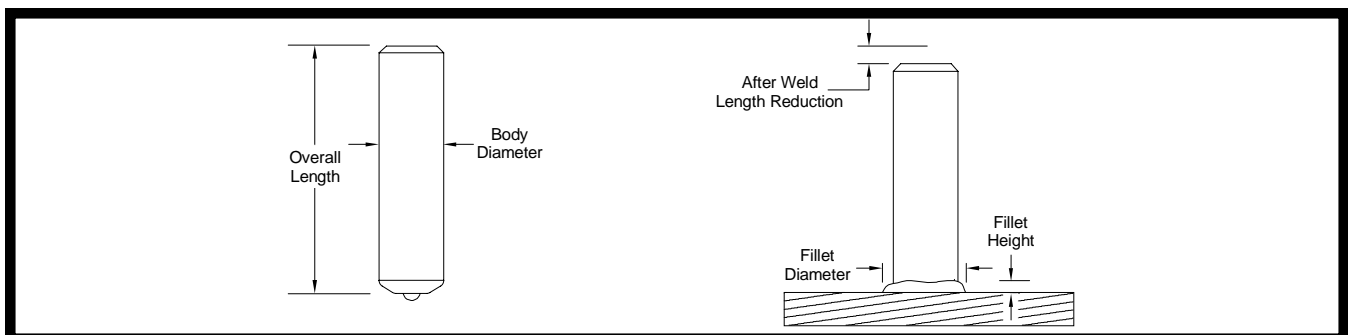 Overall
Length
Body
Diameter
After Weld
Length Reduction
Fillet
Diameter
Fillet
Height